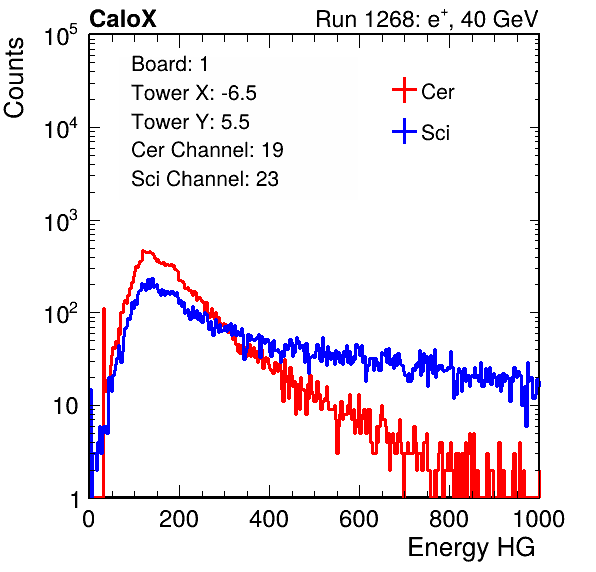 CaloX Run 1268: e⁺, 40 GeV
Board: 1
Tower X: -6.5
Tower Y: 5.5
Cer Channel: 19
Sci Channel: 23
Cer
Sci
Counts
10⁵
10⁴
10³
10²
10
1
0 200 400 600 800 1000
Energy HG